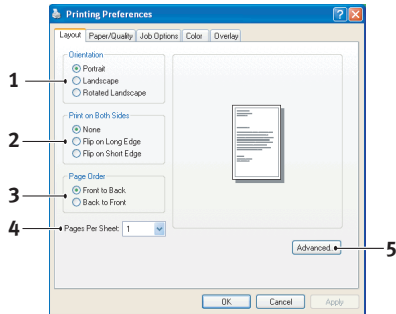 Printing Preferences
Layout Paper/Quality Job Options Color Overlay
Orientation
Portrait
1 Landscape
Rotated Landscape
Print on Both Sides
None
2 Flip on Long Edge
Flip on Short Edge
Page Order
3 Front to Back
Back to Front
4 Pages Per Sheet: 1
Advanced... 5
OK Cancel Apply